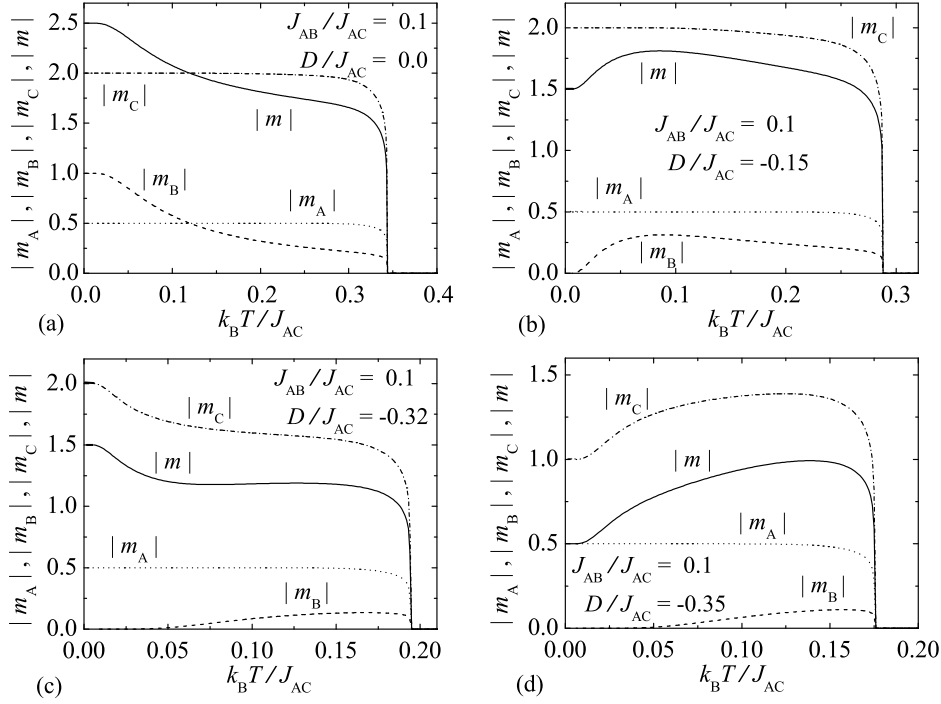 |m_A|, |m_B|, |m_C|, |m|
2.5
2.0
1.5
1.0
0.5
0.0
J_AB/J_AC = 0.1
D/J_AC = 0.0
|m_C|
|m|
|m_B|
|m_A|
0.0 0.1 0.2 0.3 0.4
(a)
k_BT/J_AC
|m_A|, |m_B|, |m_C|, |m|
2.0
1.5
1.0
0.5
0.0
|m_C|
|m|
J_AB/J_AC = 0.1
D/J_AC = -0.15
|m_A|
|m_B|
0.0 0.1 0.2 0.3
(b)
k_BT/J_AC
|m_A|, |m_B|, |m_C|, |m|
2.0
1.5
1.0
0.5
0.0
J_AB/J_AC = 0.1
D/J_AC = -0.32
|m_C|
|m|
|m_A|
|m_B|
0.00 0.05 0.10 0.15 0.20
(c)
k_BT/J_AC
|m_A|, |m_B|, |m_C|, |m|
1.5
1.0
0.5
0.0
|m_C|
|m|
|m_A|
J_AB/J_AC = 0.1
D/J_AC = -0.35
|m_B|
0.00 0.05 0.10 0.15 0.20
(d)
k_BT/J_AC